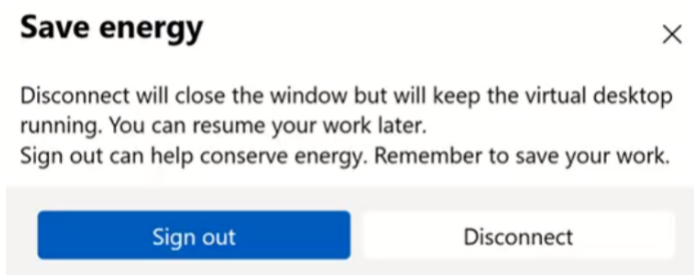 Save energy
Disconnect will close the window but will keep the virtual desktop
running. You can resume your work later.
Sign out can help conserve energy. Remember to save your work.
Sign out
Disconnect